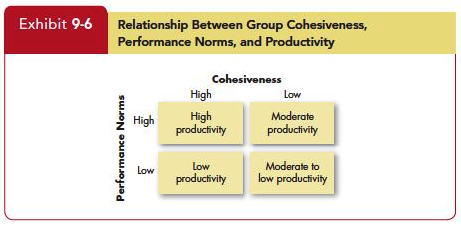 Exhibit 9-6
Relationship Between Group Cohesiveness,
Performance Norms, and Productivity
Cohesiveness
High
Low
Performance Norms
High
High
productivity
Moderate
productivity
Low
Low
productivity
Moderate to
low productivity